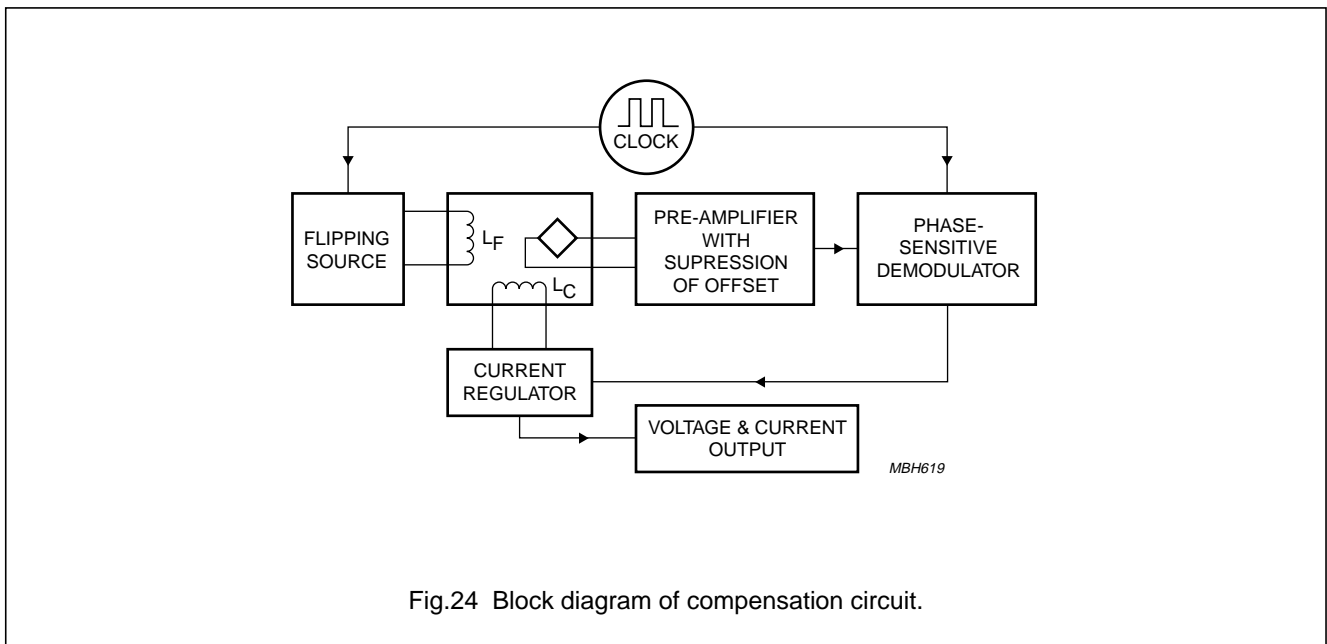 CLOCK
FLIPPING
SOURCE
LF
LC
PRE-AMPLIFIER
WITH
SUPRESSION
OF OFFSET
PHASE-
SENSITIVE
DEMODULATOR
CURRENT
REGULATOR
VOLTAGE & CURRENT
OUTPUT
MBH619
Fig.24 Block diagram of compensation circuit.